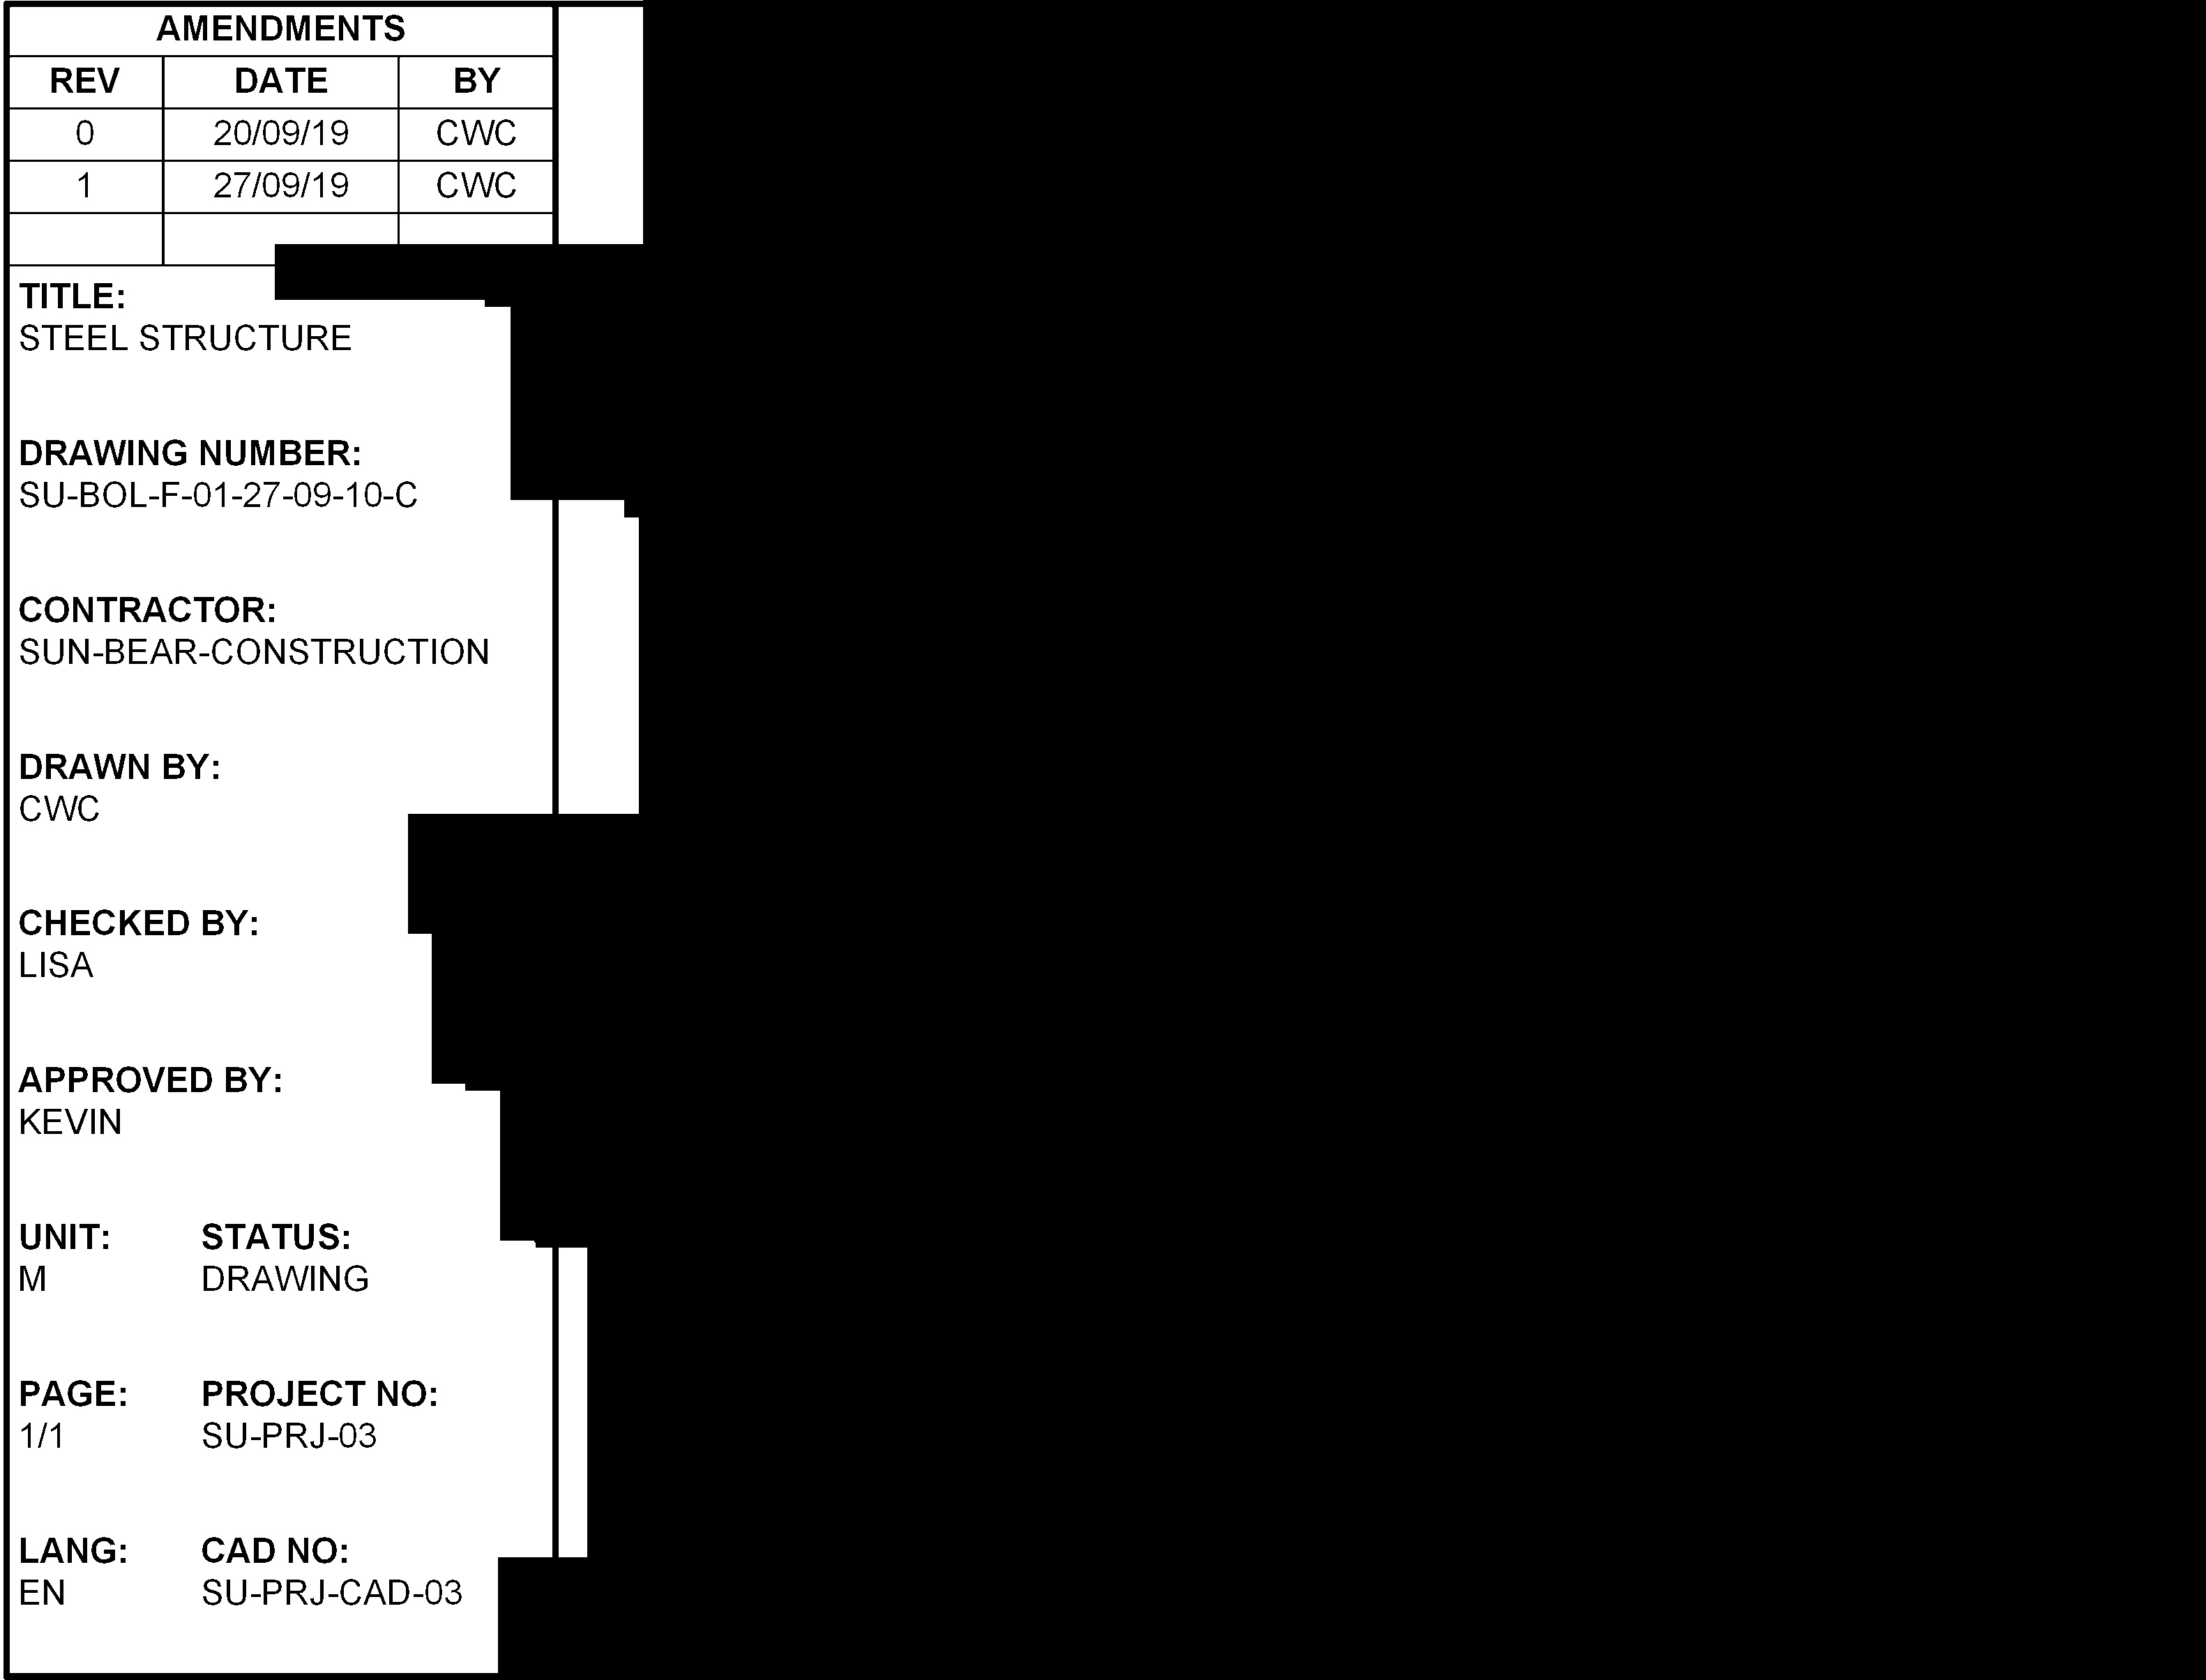 AMENDMENTS
REV DATE BY
0 20/09/19 CWC
1 27/09/19 CWC
TITLE:
STEEL STRUCTURE
DRAWING NUMBER:
SU-BOL-F-01-27-09-10-C
CONTRACTOR:
SUN-BEAR-CONSTRUCTION
DRAWN BY:
CWC
CHECKED BY:
LISA
APPROVED BY:
KEVIN
UNIT: STATUS:
M DRAWING
PAGE: PROJECT NO:
1/1 SU-PRJ-03
LANG: CAD NO:
EN SU-PRJ-CAD-03